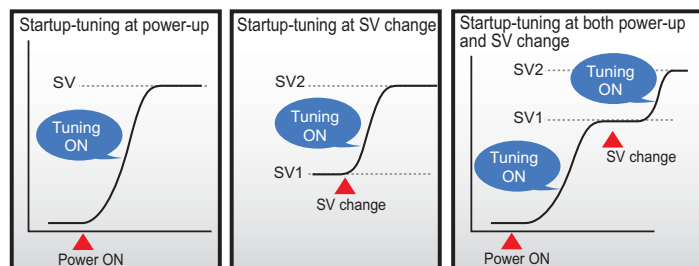 Startup-tuning at power-up
SV
Tuning
ON
Power ON
Startup-tuning at SV change
SV2
Tuning
ON
SV1
SV change
Startup-tuning at both power-up
and SV change
SV2
Tuning
ON
SV1
SV change
Tuning
ON
Power ON